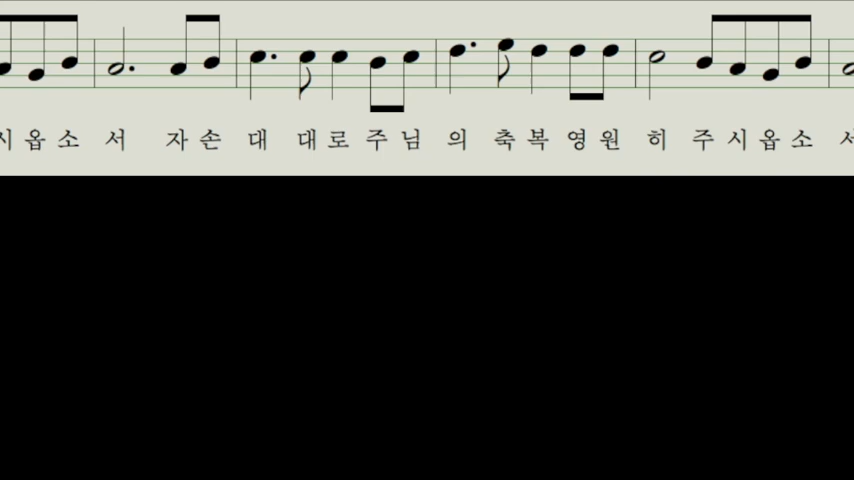 시 옵 소 서 자 손 대 대 로 주 님 의 축 복 영 원 히 주 시 옵 소 서